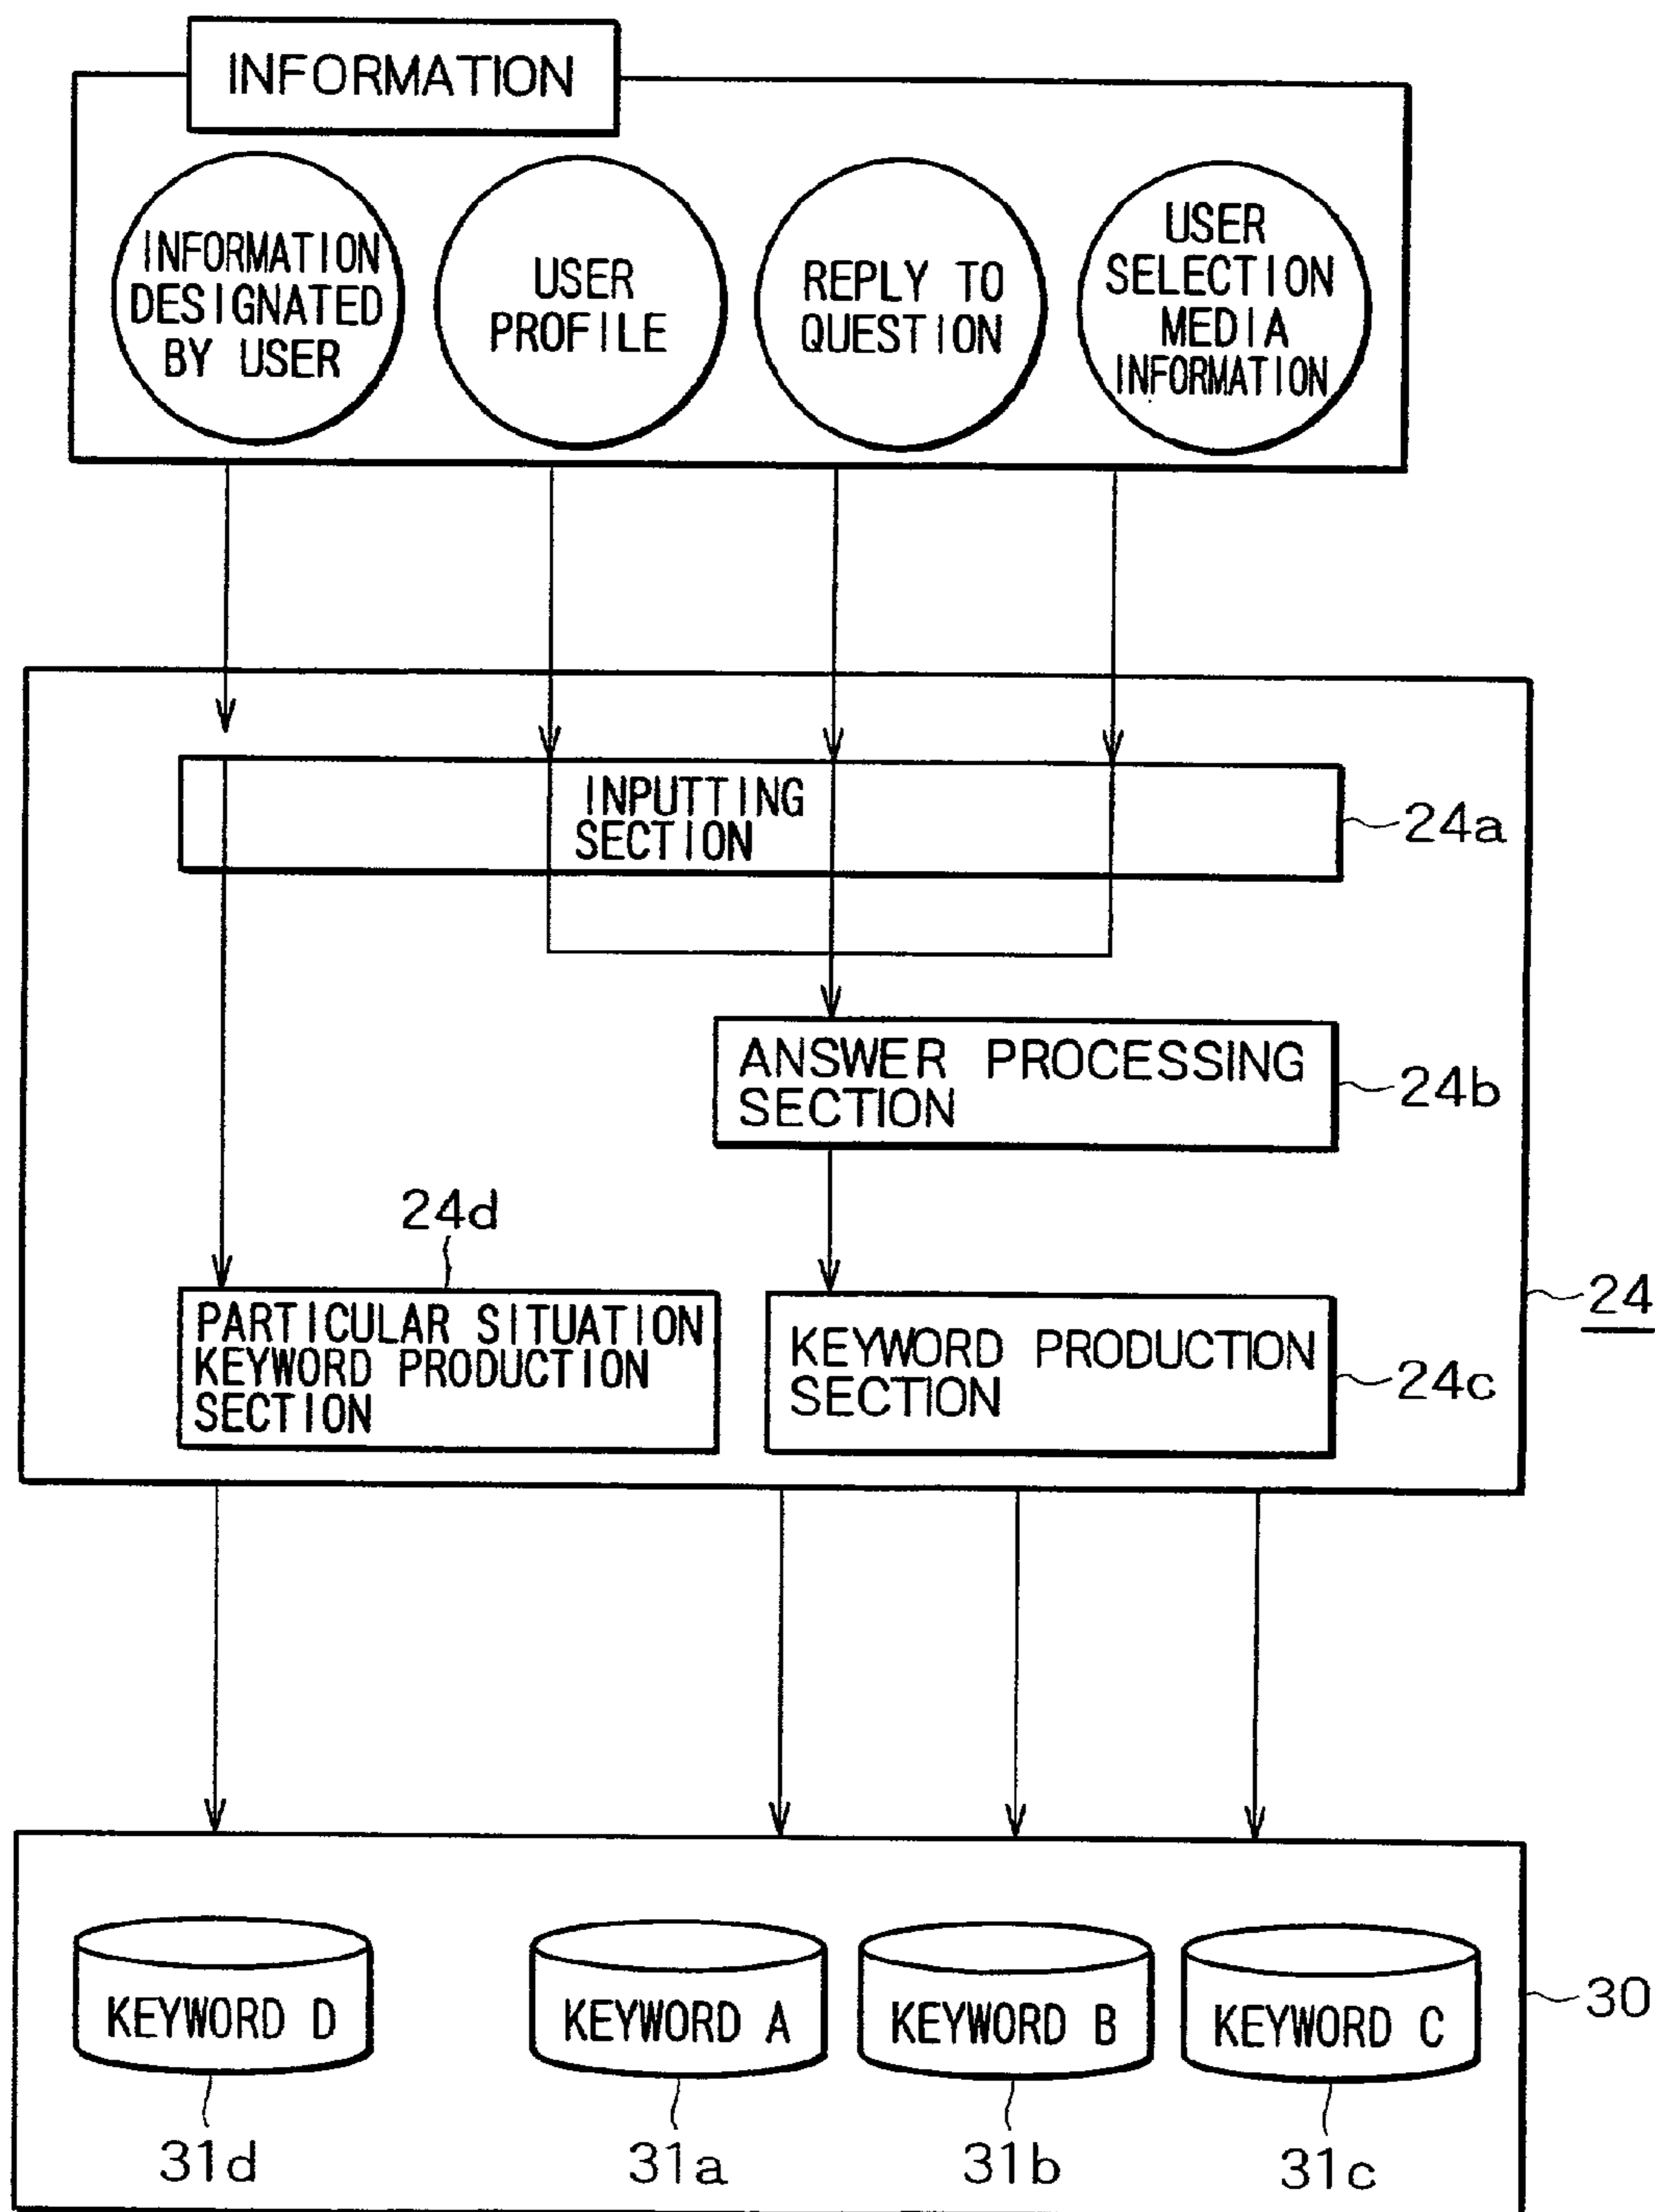 INFORMATION
INFORMATION
DESIGNATED
BY USER
USER
PROFILE
REPLY TO
QUESTION
USER
SELECTION
MEDIA
INFORMATION
INPUTTING
SECTION
24a
ANSWER PROCESSING
SECTION
24b
24d
PARTICULAR SITUATION
KEYWORD PRODUCTION
SECTION
KEYWORD PRODUCTION
SECTION
24c
24
KEYWORD D
KEYWORD A
KEYWORD B
KEYWORD C
30
31d
31a
31b
31c